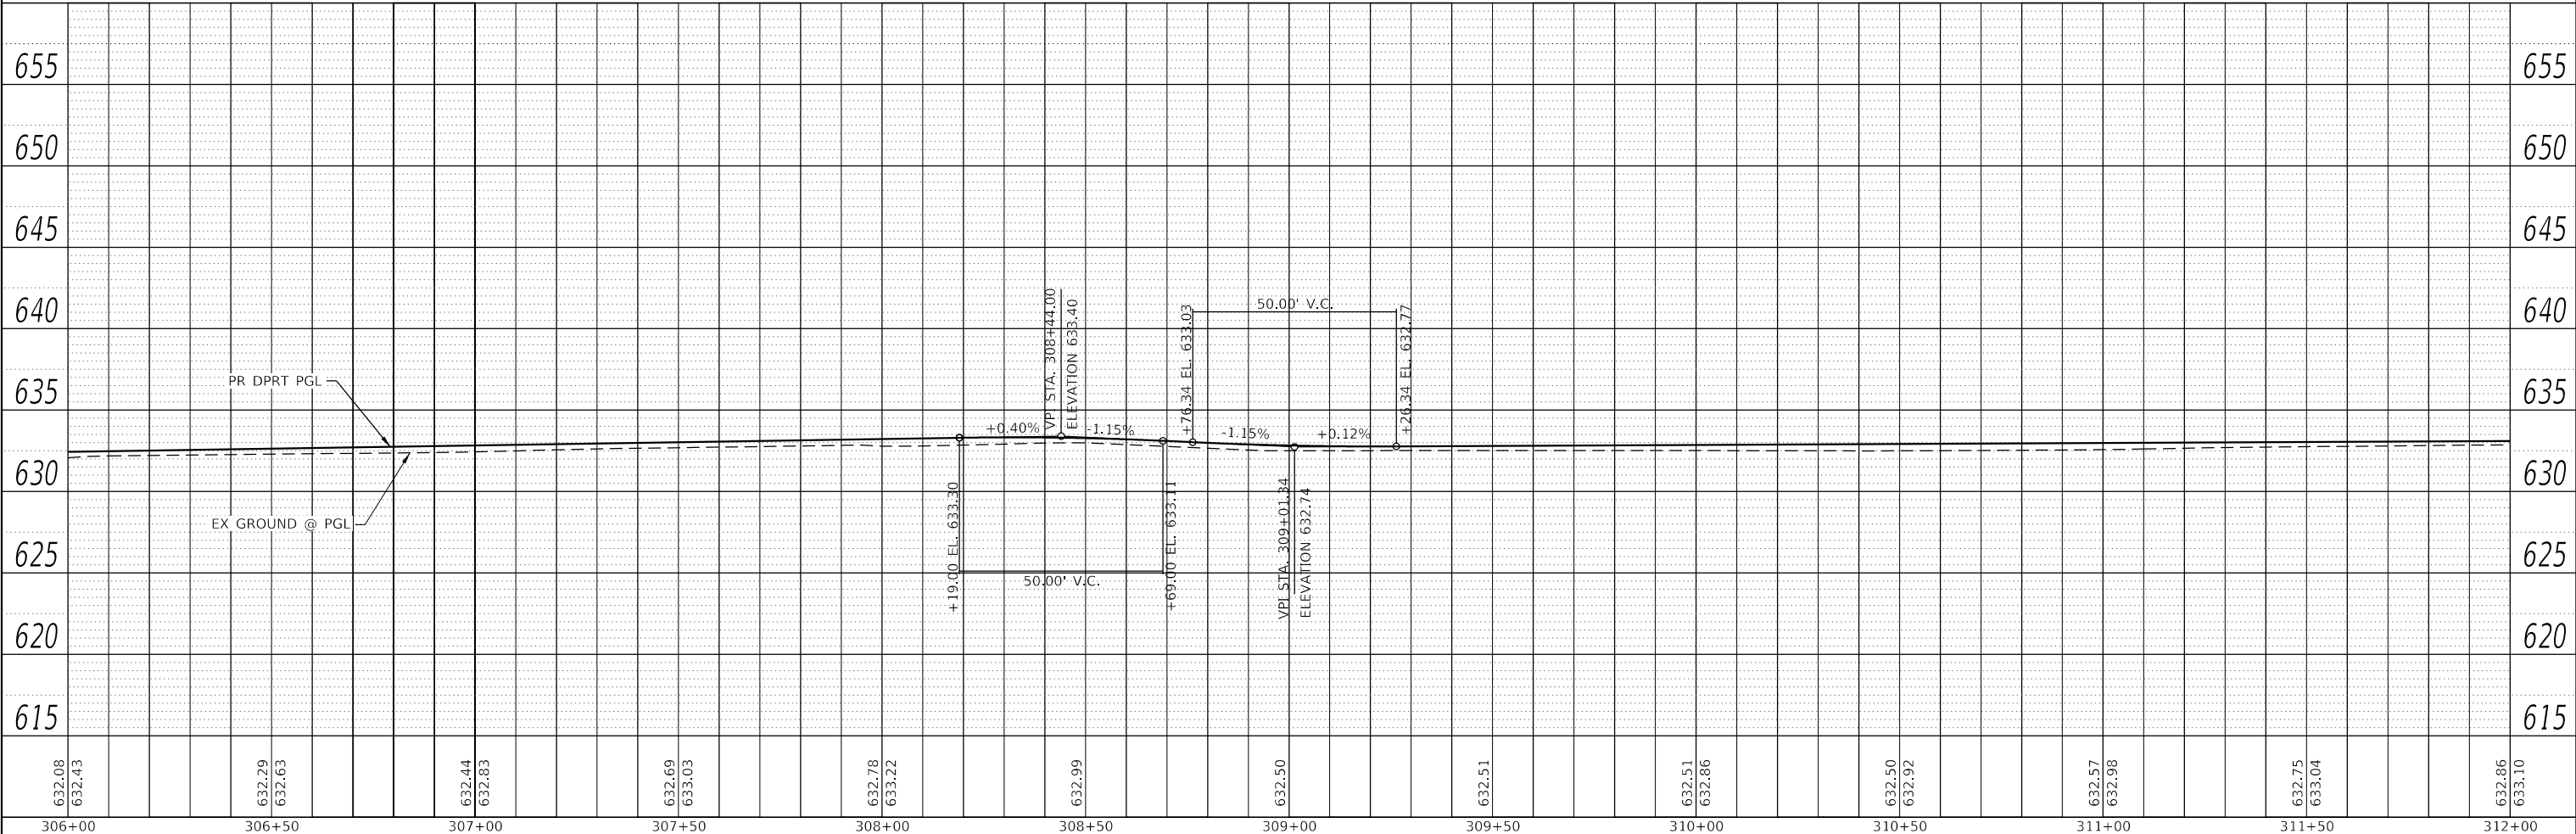 655 655
650 650
645 645
640 640
50.00' V.C.
VPI STA. 308+44.00
ELEVATION 633.40
+76.34 EL. 633.03
+26.34 EL. 632.77
PR DPRT PGL
635 635
+0.40% -1.15% -1.15% +0.12%
630 630
EX GROUND @ PGL
+19.00 EL. 633.30
+69.00 EL. 633.11
VPI STA. 309+01.34
ELEVATION 632.74
625 625
50.00' V.C.
620 620
615 615
632.08
632.43
632.29
632.63
632.44
632.83
632.69
633.03
632.78
633.22
632.99
632.50
632.51
632.51
632.86
632.50
632.92
632.57
632.98
632.75
633.04
632.86
633.10
306+00 306+50 307+00 307+50 308+00 308+50 309+00 309+50 310+00 310+50 311+00 311+50 312+00